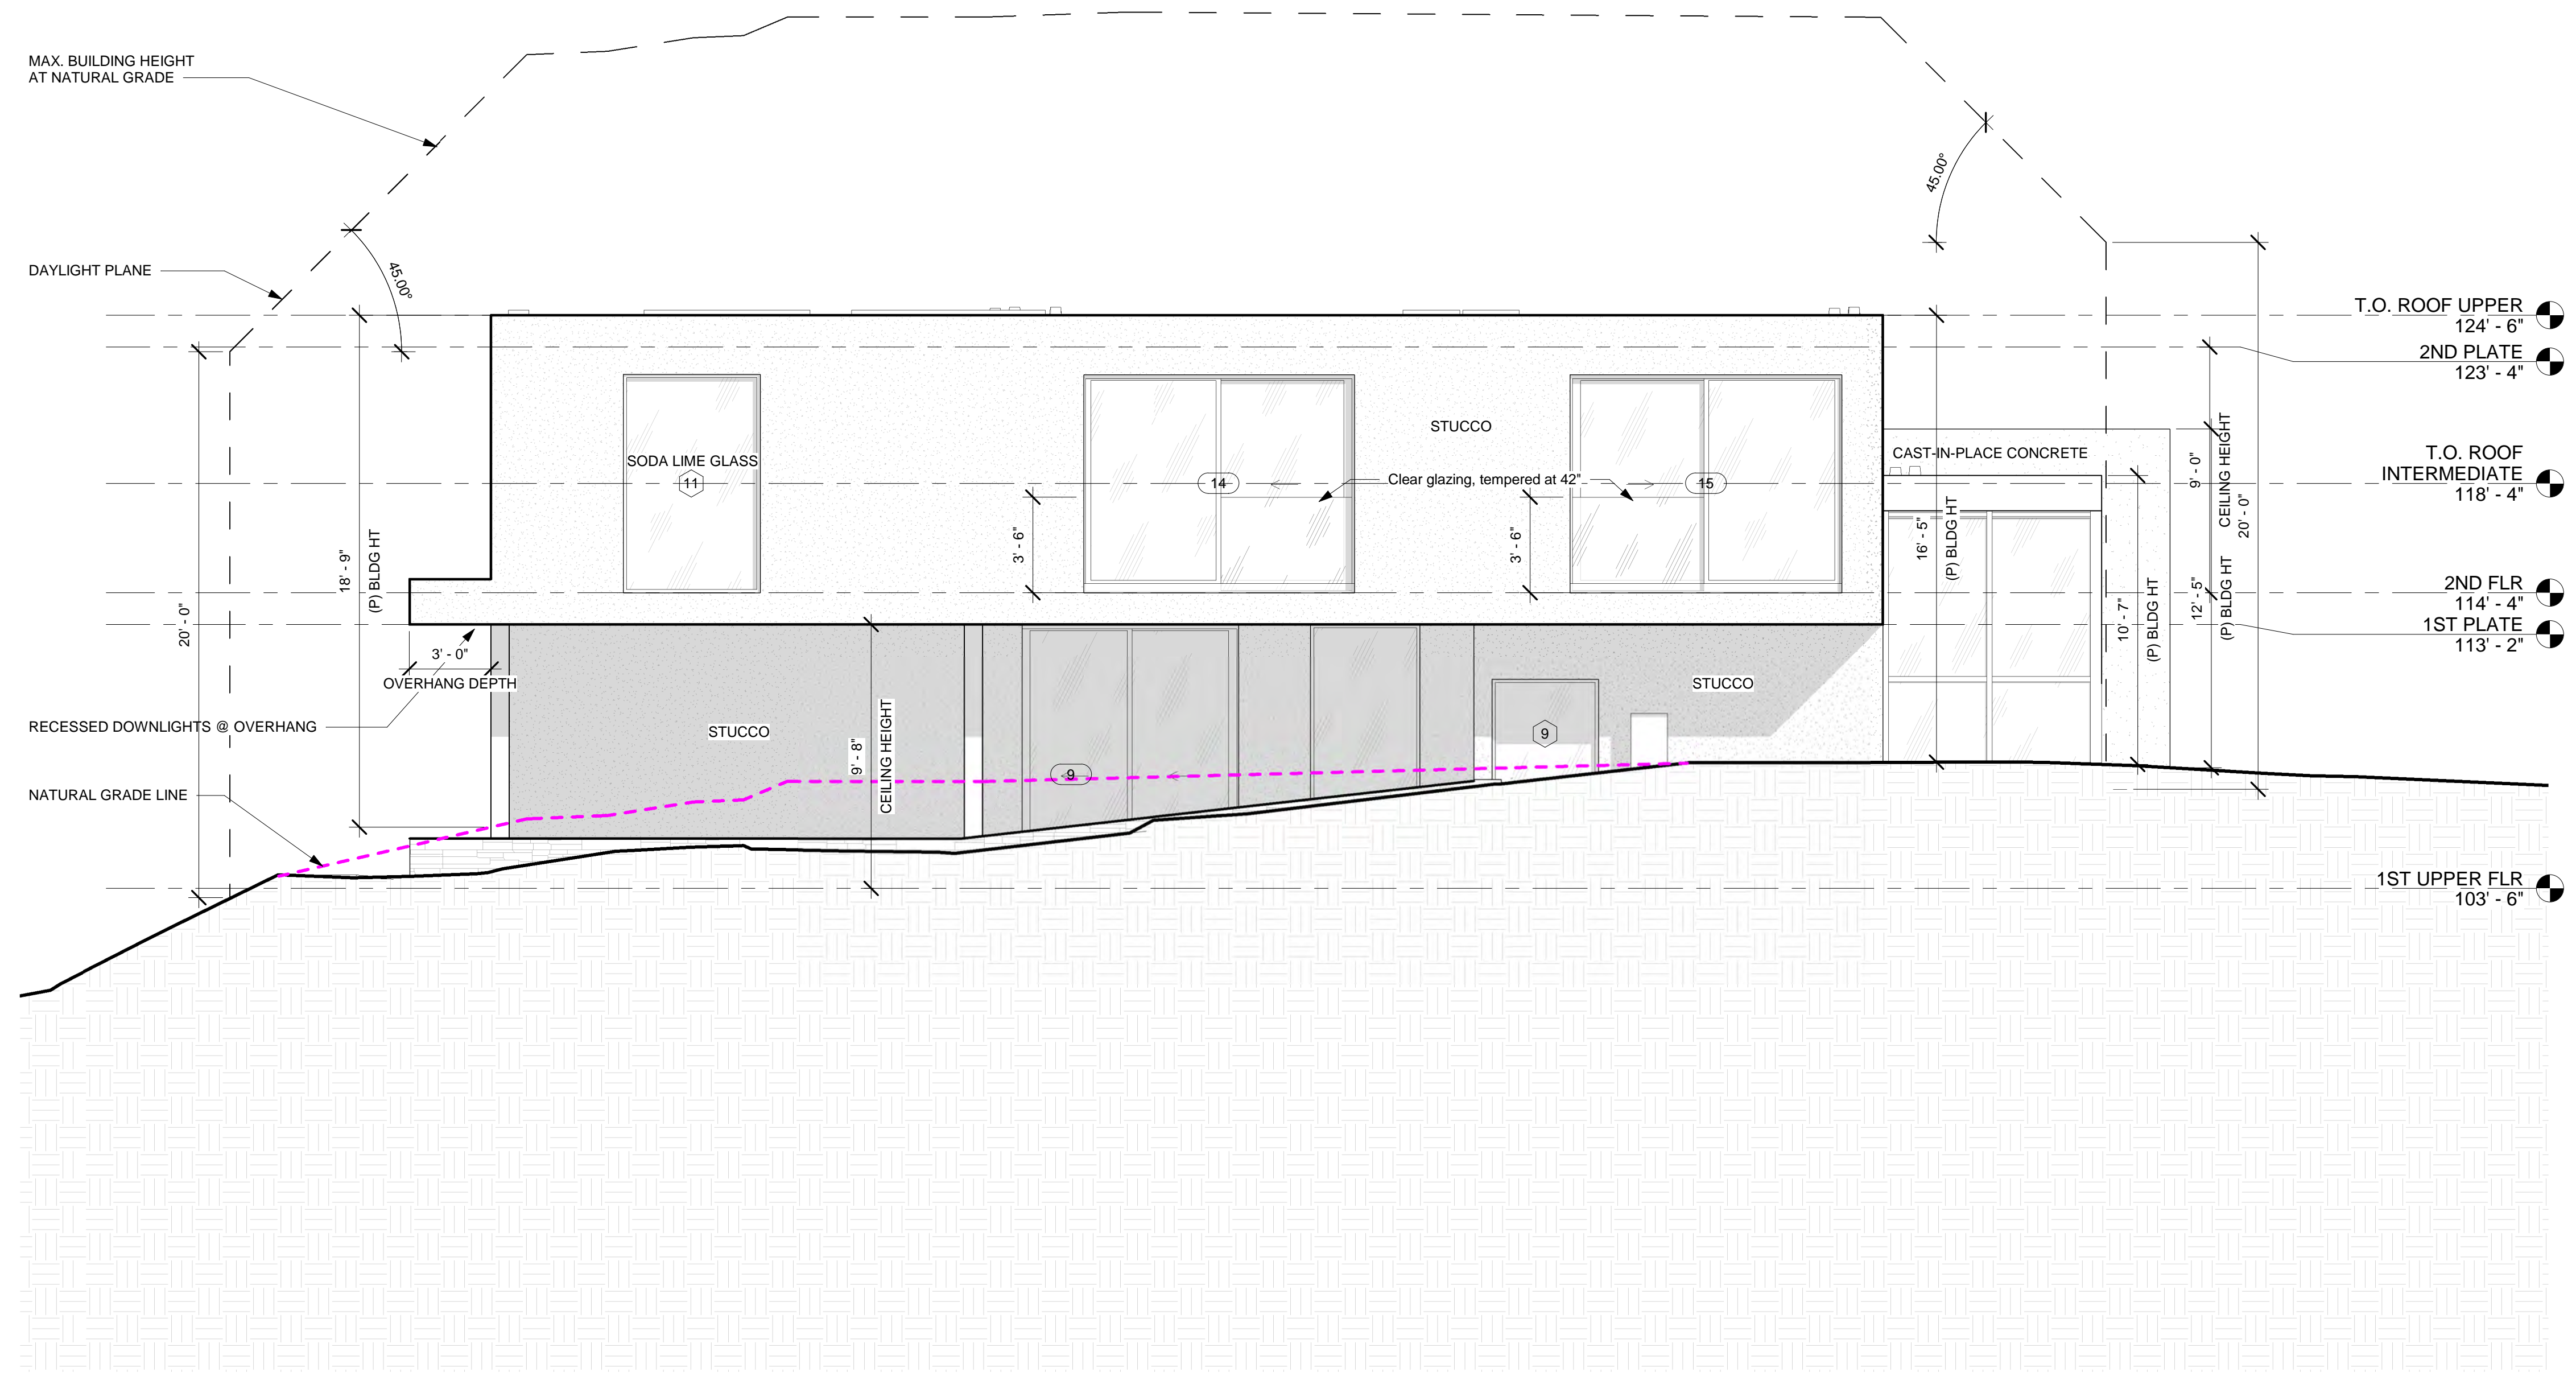 MAX. BUILDING HEIGHT
AT NATURAL GRADE
45.00°
45.00°
DAYLIGHT PLANE
T.O. ROOF UPPER
124' - 6"
2ND PLATE
123' - 4"
STUCCO
CAST-IN-PLACE CONCRETE
SODA LIME GLASS
11
14
Clear glazing, tempered at 42"
15
T.O. ROOF
INTERMEDIATE
118' - 4"
9' - 0"
CEILING HEIGHT
20' - 0"
18' - 9"
(P) BLDG HT
3' - 6"
3' - 6"
16' - 5"
(P) BLDG HT
20' - 0"
10' - 7"
(P) BLDG HT
12' - 5"
(P) BLDG HT
2ND FLR
114' - 4"
1ST PLATE
113' - 2"
3' - 0"
OVERHANG DEPTH
RECESSED DOWNLIGHTS @ OVERHANG
STUCCO
STUCCO
9
9' - 8"
CEILING HEIGHT
9
NATURAL GRADE LINE
1ST UPPER FLR
103' - 6"